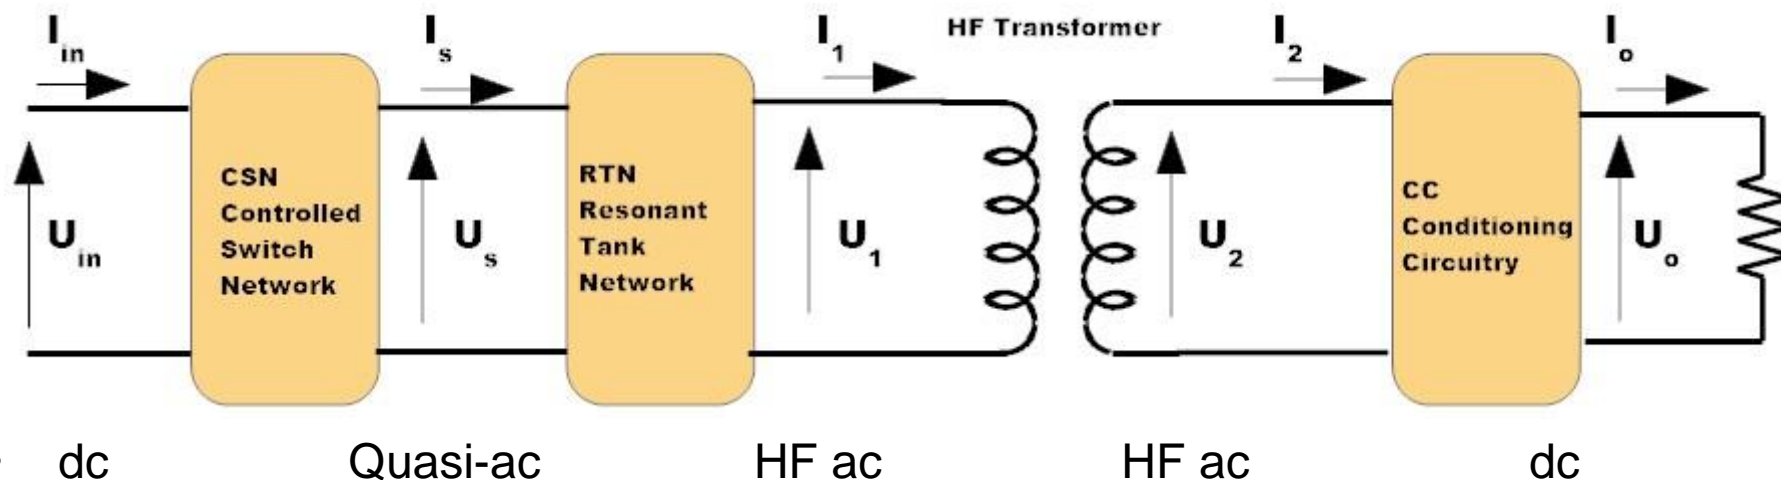 I in
I s
I 1
HF Transformer
I 2
I o
CSN
Controlled
Switch
Network
RTN
Resonant
Tank
Network
CC
Conditioning
Circuitry
U in
U s
U 1
U 2
U o
dc
Quasi-ac
HF ac
HF ac
dc